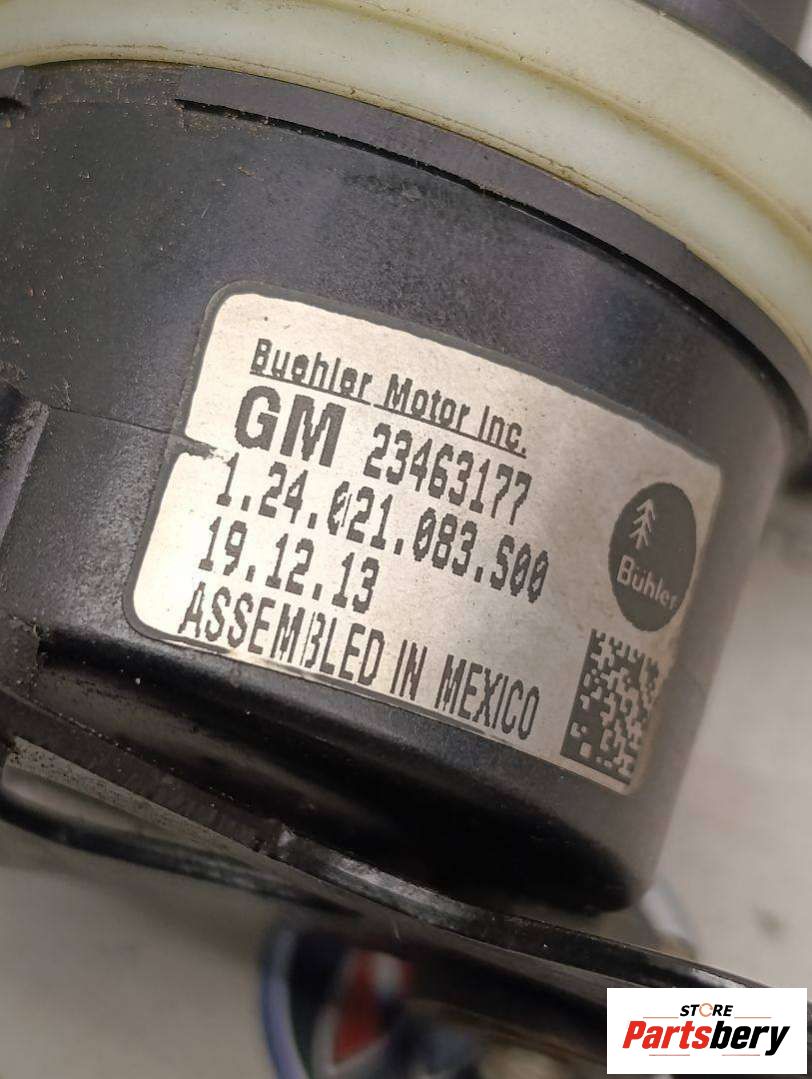 Buehler Motor Inc.
GM 23463177
1.24.021.083.S00
19.12.13
ASSEMBLED IN MEXICO
Bühler
STORE
Partsbery